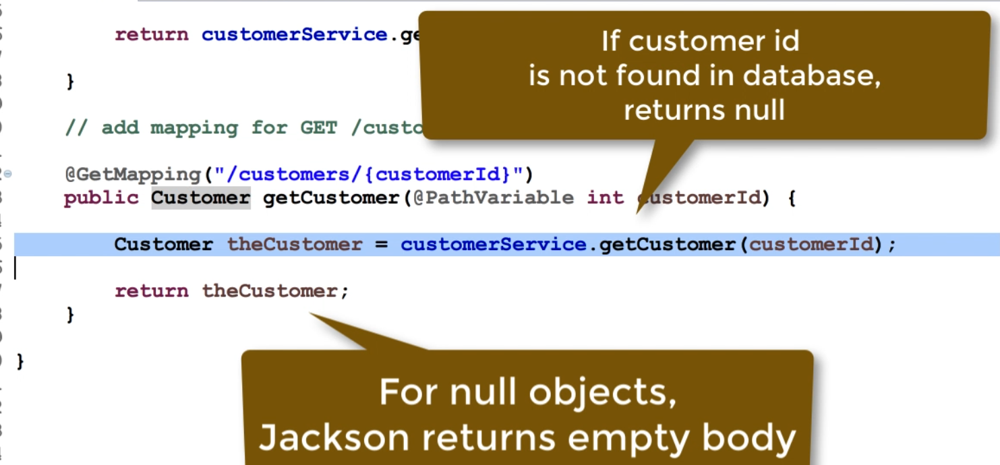 return customerService.ge
}
If customer id
is not found in database,
returns null
// add mapping for GET /custo
@GetMapping("/customers/{customerId}")
public Customer getCustomer(@PathVariable int customerId) {
Customer theCustomer = customerService.getCustomer(customerId);
return theCustomer;
}
}
For null objects,
Jackson returns empty body